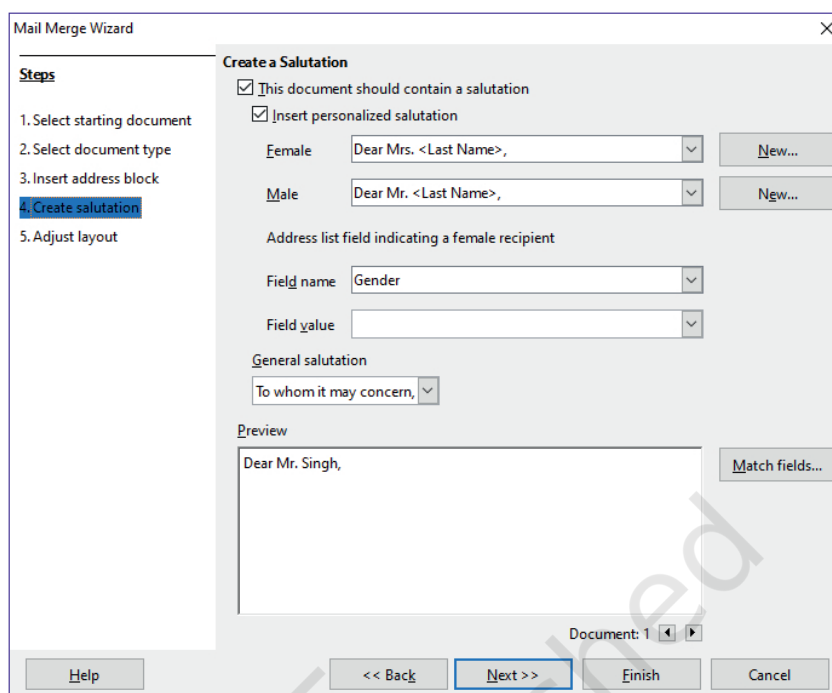 Mail Merge Wizard
Steps
1. Select starting document
2. Select document type
3. Insert address block
4. Create salutation
5. Adjust layout
Create a Salutation
This document should contain a salutation
Insert personalized salutation
Female Dear Mrs. <Last Name>, New...
Male Dear Mr. <Last Name>, New...
Address list field indicating a female recipient
Field name Gender
Field value
General salutation
To whom it may concern,
Preview
Dear Mr. Singh,
Match fields...
Document: 1
Help << Back Next >> Finish Cancel